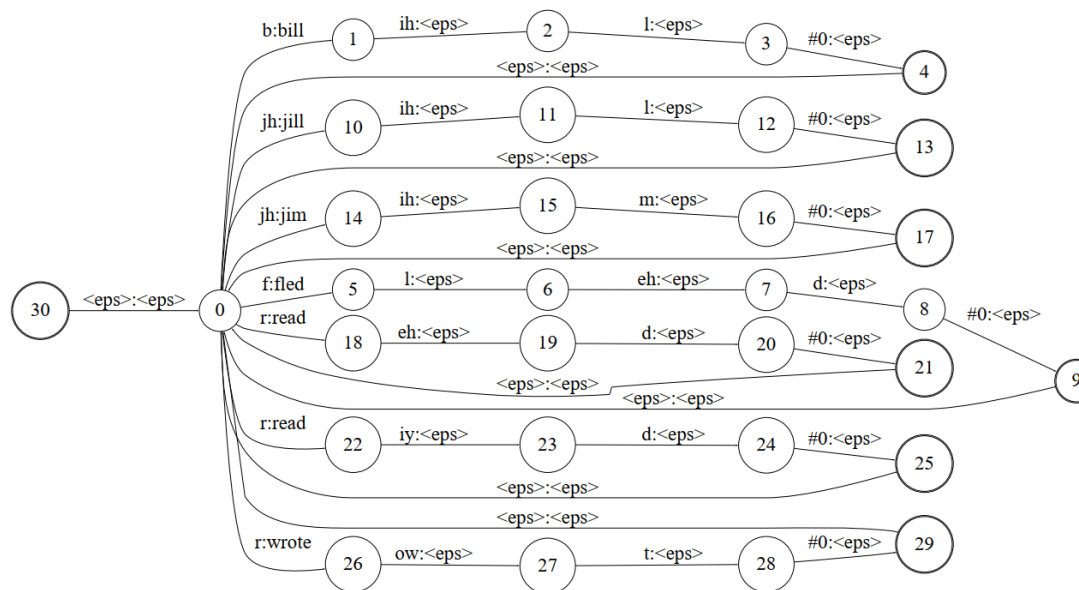 b:bill 1 ih:<eps> 2 l:<eps> 3 #0:<eps> 4
<eps>:<eps>
jh:jill 10 ih:<eps> 11 l:<eps> 12 #0:<eps> 13
<eps>:<eps>
jh:jim 14 ih:<eps> 15 m:<eps> 16 #0:<eps> 17
<eps>:<eps>
30 <eps>:<eps> 0 f:fled 5 l:<eps> 6 eh:<eps> 7 d:<eps> 8 #0:<eps> 9
r:read 18 eh:<eps> 19 d:<eps> 20 #0:<eps> 21
<eps>:<eps>
<eps>:<eps>
r:read 22 iy:<eps> 23 d:<eps> 24 #0:<eps> 25
<eps>:<eps>
<eps>:<eps>
r:wrote 26 ow:<eps> 27 t:<eps> 28 #0:<eps> 29